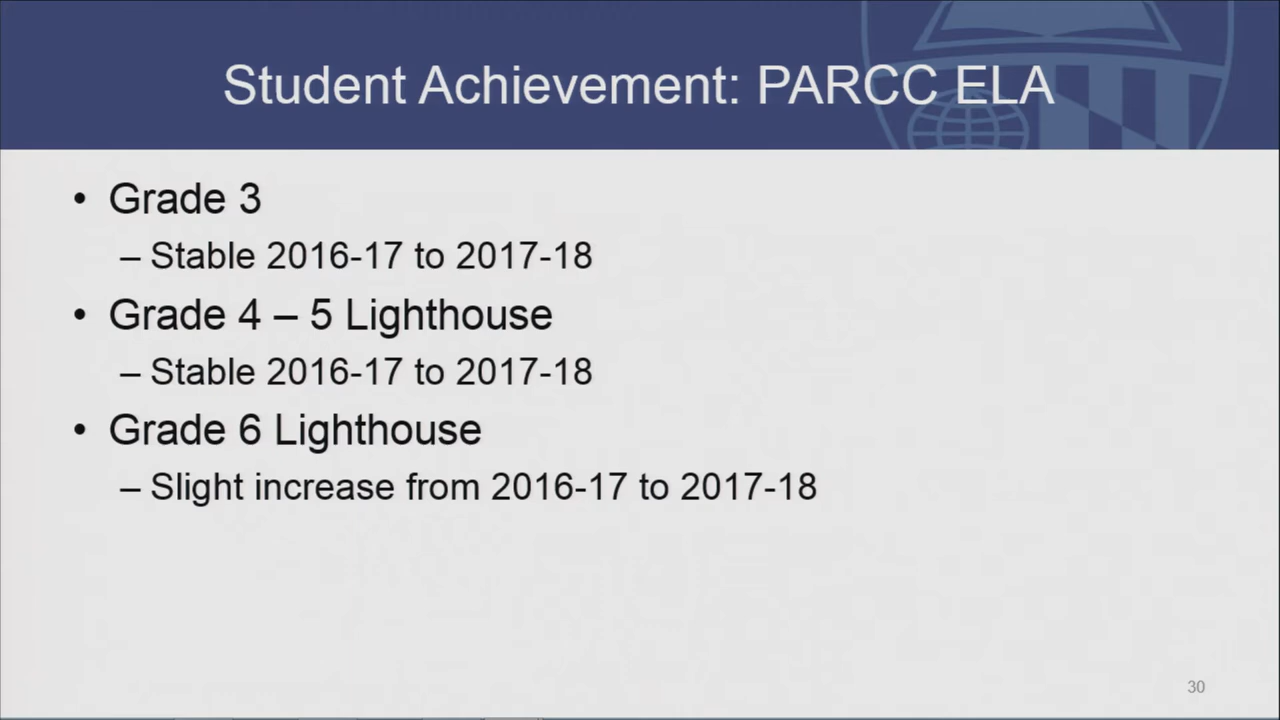 Student Achievement: PARCC ELA
• Grade 3
– Stable 2016-17 to 2017-18
• Grade 4 – 5 Lighthouse
– Stable 2016-17 to 2017-18
• Grade 6 Lighthouse
– Slight increase from 2016-17 to 2017-18
30